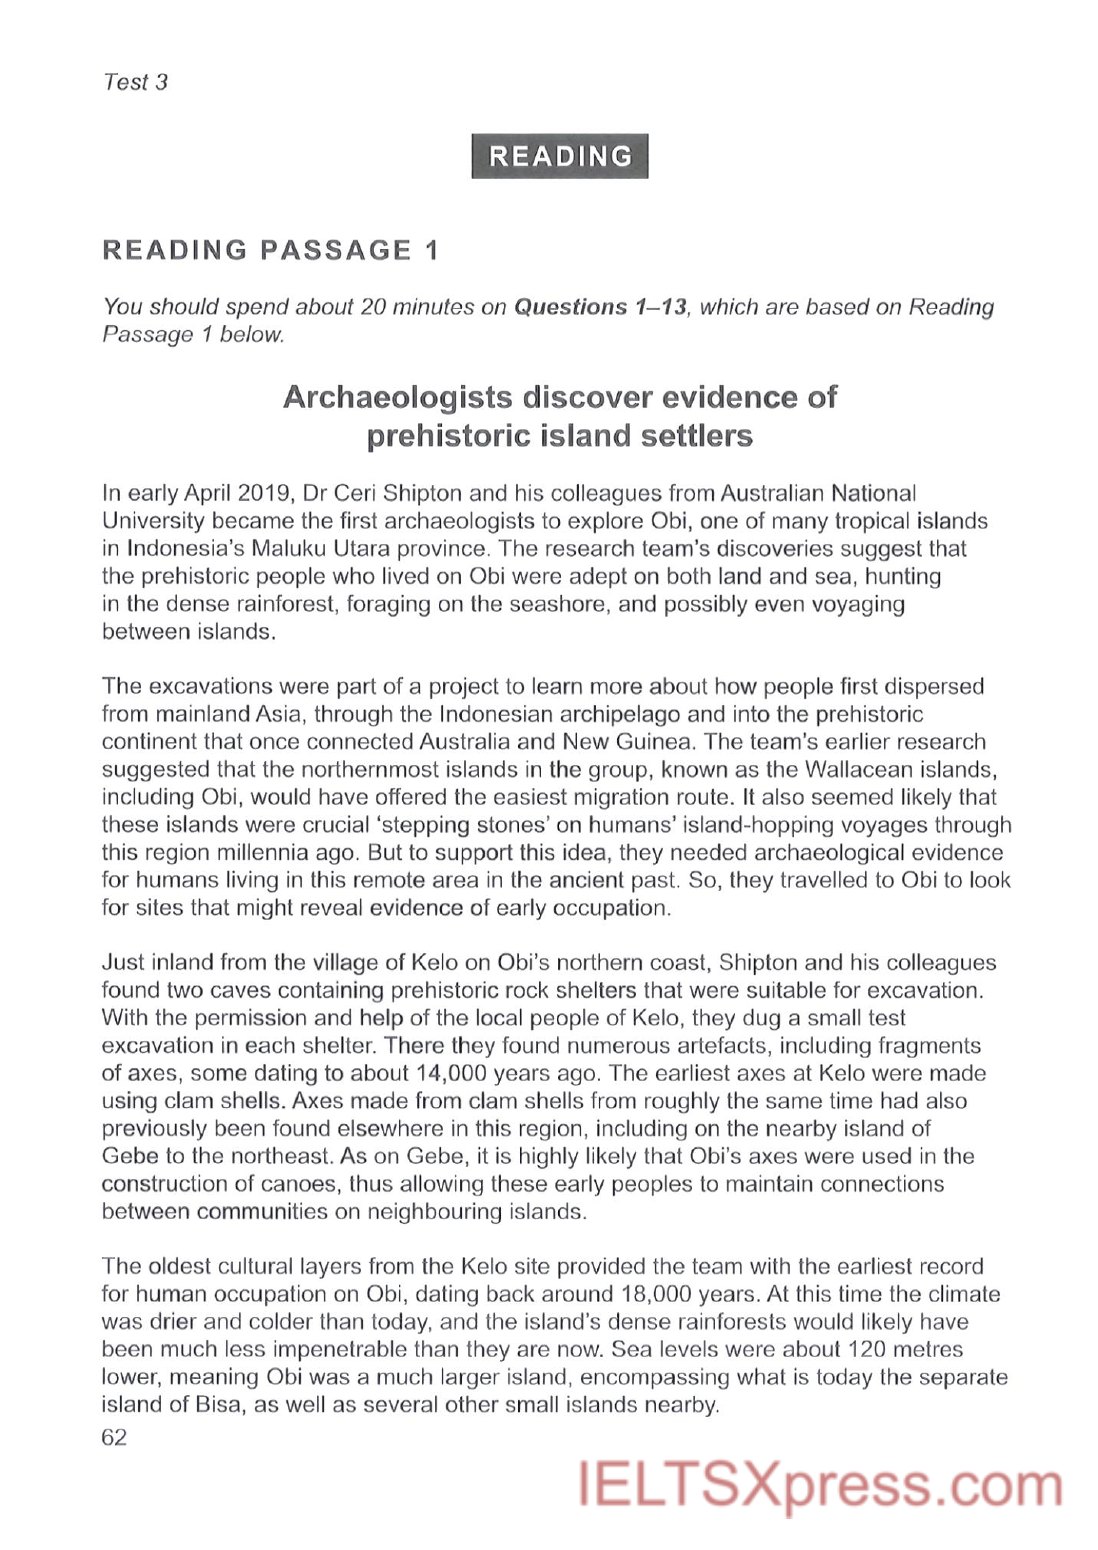 Test 3
READING
READING PASSAGE 1
You should spend about 20 minutes on Questions 1–13, which are based on Reading
Passage 1 below.
Archaeologists discover evidence of
prehistoric island settlers
In early April 2019, Dr Ceri Shipton and his colleagues from Australian National
University became the first archaeologists to explore Obi, one of many tropical islands
in Indonesia's Maluku Utara province. The research team's discoveries suggest that
the prehistoric people who lived on Obi were adept on both land and sea, hunting
in the dense rainforest, foraging on the seashore, and possibly even voyaging
between islands.
The excavations were part of a project to learn more about how people first dispersed
from mainland Asia, through the Indonesian archipelago and into the prehistoric
continent that once connected Australia and New Guinea. The team's earlier research
suggested that the northernmost islands in the group, known as the Wallacean islands,
including Obi, would have offered the easiest migration route. It also seemed likely that
these islands were crucial 'stepping stones' on humans' island-hopping voyages through
this region millennia ago. But to support this idea, they needed archaeological evidence
for humans living in this remote area in the ancient past. So, they travelled to Obi to look
for sites that might reveal evidence of early occupation.
Just inland from the village of Kelo on Obi's northern coast, Shipton and his colleagues
found two caves containing prehistoric rock shelters that were suitable for excavation.
With the permission and help of the local people of Kelo, they dug a small test
excavation in each shelter. There they found numerous artefacts, including fragments
of axes, some dating to about 14,000 years ago. The earliest axes at Kelo were made
using clam shells. Axes made from clam shells from roughly the same time had also
previously been found elsewhere in this region, including on the nearby island of
Gebe to the northeast. As on Gebe, it is highly likely that Obi's axes were used in the
construction of canoes, thus allowing these early peoples to maintain connections
between communities on neighbouring islands.
The oldest cultural layers from the Kelo site provided the team with the earliest record
for human occupation on Obi, dating back around 18,000 years. At this time the climate
was drier and colder than today, and the island's dense rainforests would likely have
been much less impenetrable than they are now. Sea levels were about 120 metres
lower, meaning Obi was a much larger island, encompassing what is today the separate
island of Bisa, as well as several other small islands nearby.
62
IELTSXpress.com